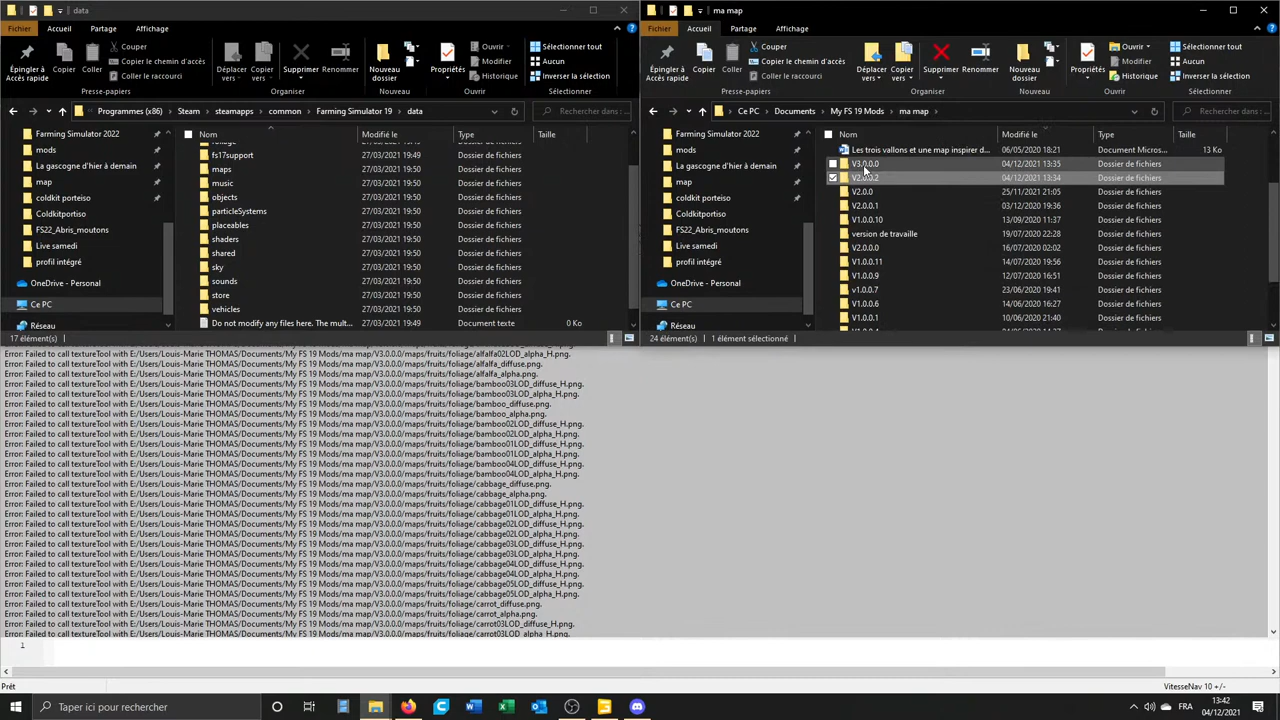 data
Fichier Accueil Partage Affichage
Épingler à Accès rapide
Copier
Coller
Couper
Copier le chemin d'accès
Coller le raccourci
Déplacer vers
Copier vers
Supprimer
Renommer
Organiser
Nouveau dossier
Propriétés
Ouvrir
Modifier
Historique
Ouvrir
Sélectionner tout
Aucun
Inverser la sélection
Programmes (x86) Steam steamapps common Farming Simulator 19 data
Rechercher dans : ...
Farming Simulator 2022
mods
La gascogne d'hier à demain
map
coldkit porteiso
Coldkitportiso
FS22_Abris_moutons
Live samedi
profil intégré
OneDrive - Personal
Ce PC
Réseau
Nom Modifié le Type Taille
foliage 27/03/2021 19:49 Dossier de fichiers
fs17support 27/03/2021 19:49 Dossier de fichiers
maps 27/03/2021 19:50 Dossier de fichiers
music 27/03/2021 19:50 Dossier de fichiers
objects 27/03/2021 19:50 Dossier de fichiers
particleSystems 27/03/2021 19:50 Dossier de fichiers
placeables 27/03/2021 19:50 Dossier de fichiers
shaders 27/03/2021 19:50 Dossier de fichiers
shared 27/03/2021 19:50 Dossier de fichiers
sky 27/03/2021 19:50 Dossier de fichiers
sounds 27/03/2021 19:50 Dossier de fichiers
store 27/03/2021 19:50 Dossier de fichiers
vehicles 27/03/2021 19:50 Dossier de fichiers
Do not modify any files here. The mult... 27/03/2021 19:49 Document texte 0 Ko
17 élément(s)
ma map
Fichier Accueil Partage Affichage
Épingler à Accès rapide
Copier
Coller
Couper
Copier le chemin d'accès
Coller le raccourci
Déplacer vers
Copier vers
Supprimer
Renommer
Organiser
Nouveau dossier
Propriétés
Ouvrir
Modifier
Historique
Ouvrir
Sélectionner tout
Aucun
Inverser la sélection
Ce PC Documents My FS 19 Mods ma map
Rechercher dans : ...
Farming Simulator 2022
mods
La gascogne d'hier à demain
map
coldkit porteiso
Coldkitportiso
FS22_Abris_moutons
Live samedi
profil intégré
OneDrive - Personal
Ce PC
Réseau
Nom Modifié le Type Taille
Les trois vallons et une map inspirer d... 06/05/2020 18:21 Document Micros... 13 Ko
V3.0.0.0 04/12/2021 13:35 Dossier de fichiers
V2.0.0.2 04/12/2021 13:34 Dossier de fichiers
V2.0.0 25/11/2021 21:05 Dossier de fichiers
V2.0.0.1 03/12/2020 19:36 Dossier de fichiers
V1.0.0.10 13/09/2020 11:37 Dossier de fichiers
version de travaille 19/07/2020 22:28 Dossier de fichiers
V2.0.0.0 16/07/2020 02:02 Dossier de fichiers
V1.0.0.11 14/07/2020 19:56 Dossier de fichiers
V1.0.0.9 12/07/2020 16:51 Dossier de fichiers
v1.0.0.7 23/06/2020 19:41 Dossier de fichiers
V1.0.0.6 14/06/2020 16:27 Dossier de fichiers
V1.0.0.1 10/06/2020 21:40 Dossier de fichiers
24 élément(s) 1 élément sélectionné
Error: Failed to call textureTool with E:/Users/Louis-Marie THOMAS/Documents/My FS 19 Mods/ma map/V3.0.0.0/maps/fruits/foliage/alfalfa02LOD_alpha_H.png.
Error: Failed to call textureTool with E:/Users/Louis-Marie THOMAS/Documents/My FS 19 Mods/ma map/V3.0.0.0/maps/fruits/foliage/alfalfa_diffuse.png.
Error: Failed to call textureTool with E:/Users/Louis-Marie THOMAS/Documents/My FS 19 Mods/ma map/V3.0.0.0/maps/fruits/foliage/alfalfa_alpha.png.
Error: Failed to call textureTool with E:/Users/Louis-Marie THOMAS/Documents/My FS 19 Mods/ma map/V3.0.0.0/maps/fruits/foliage/bamboo03LOD_diffuse_H.png.
Error: Failed to call textureTool with E:/Users/Louis-Marie THOMAS/Documents/My FS 19 Mods/ma map/V3.0.0.0/maps/fruits/foliage/bamboo03LOD_alpha_H.png.
Error: Failed to call textureTool with E:/Users/Louis-Marie THOMAS/Documents/My FS 19 Mods/ma map/V3.0.0.0/maps/fruits/foliage/bamboo_diffuse.png.
Error: Failed to call textureTool with E:/Users/Louis-Marie THOMAS/Documents/My FS 19 Mods/ma map/V3.0.0.0/maps/fruits/foliage/bamboo_alpha.png.
Error: Failed to call textureTool with E:/Users/Louis-Marie THOMAS/Documents/My FS 19 Mods/ma map/V3.0.0.0/maps/fruits/foliage/bamboo02LOD_diffuse_H.png.
Error: Failed to call textureTool with E:/Users/Louis-Marie THOMAS/Documents/My FS 19 Mods/ma map/V3.0.0.0/maps/fruits/foliage/bamboo02LOD_alpha_H.png.
Error: Failed to call textureTool with E:/Users/Louis-Marie THOMAS/Documents/My FS 19 Mods/ma map/V3.0.0.0/maps/fruits/foliage/bamboo01LOD_diffuse_H.png.
Error: Failed to call textureTool with E:/Users/Louis-Marie THOMAS/Documents/My FS 19 Mods/ma map/V3.0.0.0/maps/fruits/foliage/bamboo01LOD_alpha_H.png.
Error: Failed to call textureTool with E:/Users/Louis-Marie THOMAS/Documents/My FS 19 Mods/ma map/V3.0.0.0/maps/fruits/foliage/bamboo04LOD_diffuse_H.png.
Error: Failed to call textureTool with E:/Users/Louis-Marie THOMAS/Documents/My FS 19 Mods/ma map/V3.0.0.0/maps/fruits/foliage/bamboo04LOD_alpha_H.png.
Error: Failed to call textureTool with E:/Users/Louis-Marie THOMAS/Documents/My FS 19 Mods/ma map/V3.0.0.0/maps/fruits/foliage/cabbage_diffuse.png.
Error: Failed to call textureTool with E:/Users/Louis-Marie THOMAS/Documents/My FS 19 Mods/ma map/V3.0.0.0/maps/fruits/foliage/cabbage_alpha.png.
Error: Failed to call textureTool with E:/Users/Louis-Marie THOMAS/Documents/My FS 19 Mods/ma map/V3.0.0.0/maps/fruits/foliage/cabbage01LOD_diffuse_H.png.
Error: Failed to call textureTool with E:/Users/Louis-Marie THOMAS/Documents/My FS 19 Mods/ma map/V3.0.0.0/maps/fruits/foliage/cabbage01LOD_alpha_H.png.
Error: Failed to call textureTool with E:/Users/Louis-Marie THOMAS/Documents/My FS 19 Mods/ma map/V3.0.0.0/maps/fruits/foliage/cabbage02LOD_diffuse_H.png.
Error: Failed to call textureTool with E:/Users/Louis-Marie THOMAS/Documents/My FS 19 Mods/ma map/V3.0.0.0/maps/fruits/foliage/cabbage02LOD_alpha_H.png.
Error: Failed to call textureTool with E:/Users/Louis-Marie THOMAS/Documents/My FS 19 Mods/ma map/V3.0.0.0/maps/fruits/foliage/cabbage03LOD_diffuse_H.png.
Error: Failed to call textureTool with E:/Users/Louis-Marie THOMAS/Documents/My FS 19 Mods/ma map/V3.0.0.0/maps/fruits/foliage/cabbage03LOD_alpha_H.png.
Error: Failed to call textureTool with E:/Users/Louis-Marie THOMAS/Documents/My FS 19 Mods/ma map/V3.0.0.0/maps/fruits/foliage/cabbage04LOD_diffuse_H.png.
Error: Failed to call textureTool with E:/Users/Louis-Marie THOMAS/Documents/My FS 19 Mods/ma map/V3.0.0.0/maps/fruits/foliage/cabbage04LOD_alpha_H.png.
Error: Failed to call textureTool with E:/Users/Louis-Marie THOMAS/Documents/My FS 19 Mods/ma map/V3.0.0.0/maps/fruits/foliage/cabbage05LOD_diffuse_H.png.
Error: Failed to call textureTool with E:/Users/Louis-Marie THOMAS/Documents/My FS 19 Mods/ma map/V3.0.0.0/maps/fruits/foliage/cabbage05LOD_alpha_H.png.
Error: Failed to call textureTool with E:/Users/Louis-Marie THOMAS/Documents/My FS 19 Mods/ma map/V3.0.0.0/maps/fruits/foliage/carrot_diffuse.png.
Error: Failed to call textureTool with E:/Users/Louis-Marie THOMAS/Documents/My FS 19 Mods/ma map/V3.0.0.0/maps/fruits/foliage/carrot_alpha.png.
Error: Failed to call textureTool with E:/Users/Louis-Marie THOMAS/Documents/My FS 19 Mods/ma map/V3.0.0.0/maps/fruits/foliage/carrot03LOD_diffuse_H.png.
Error: Failed to call textureTool with E:/Users/Louis-Marie THOMAS/Documents/My FS 19 Mods/ma map/V3.0.0.0/maps/fruits/foliage/carrot03LOD_alpha_H.png.
1
Prêt VitesseNav 10 +/-
Taper ici pour rechercher
FRA
13:42
04/12/2021